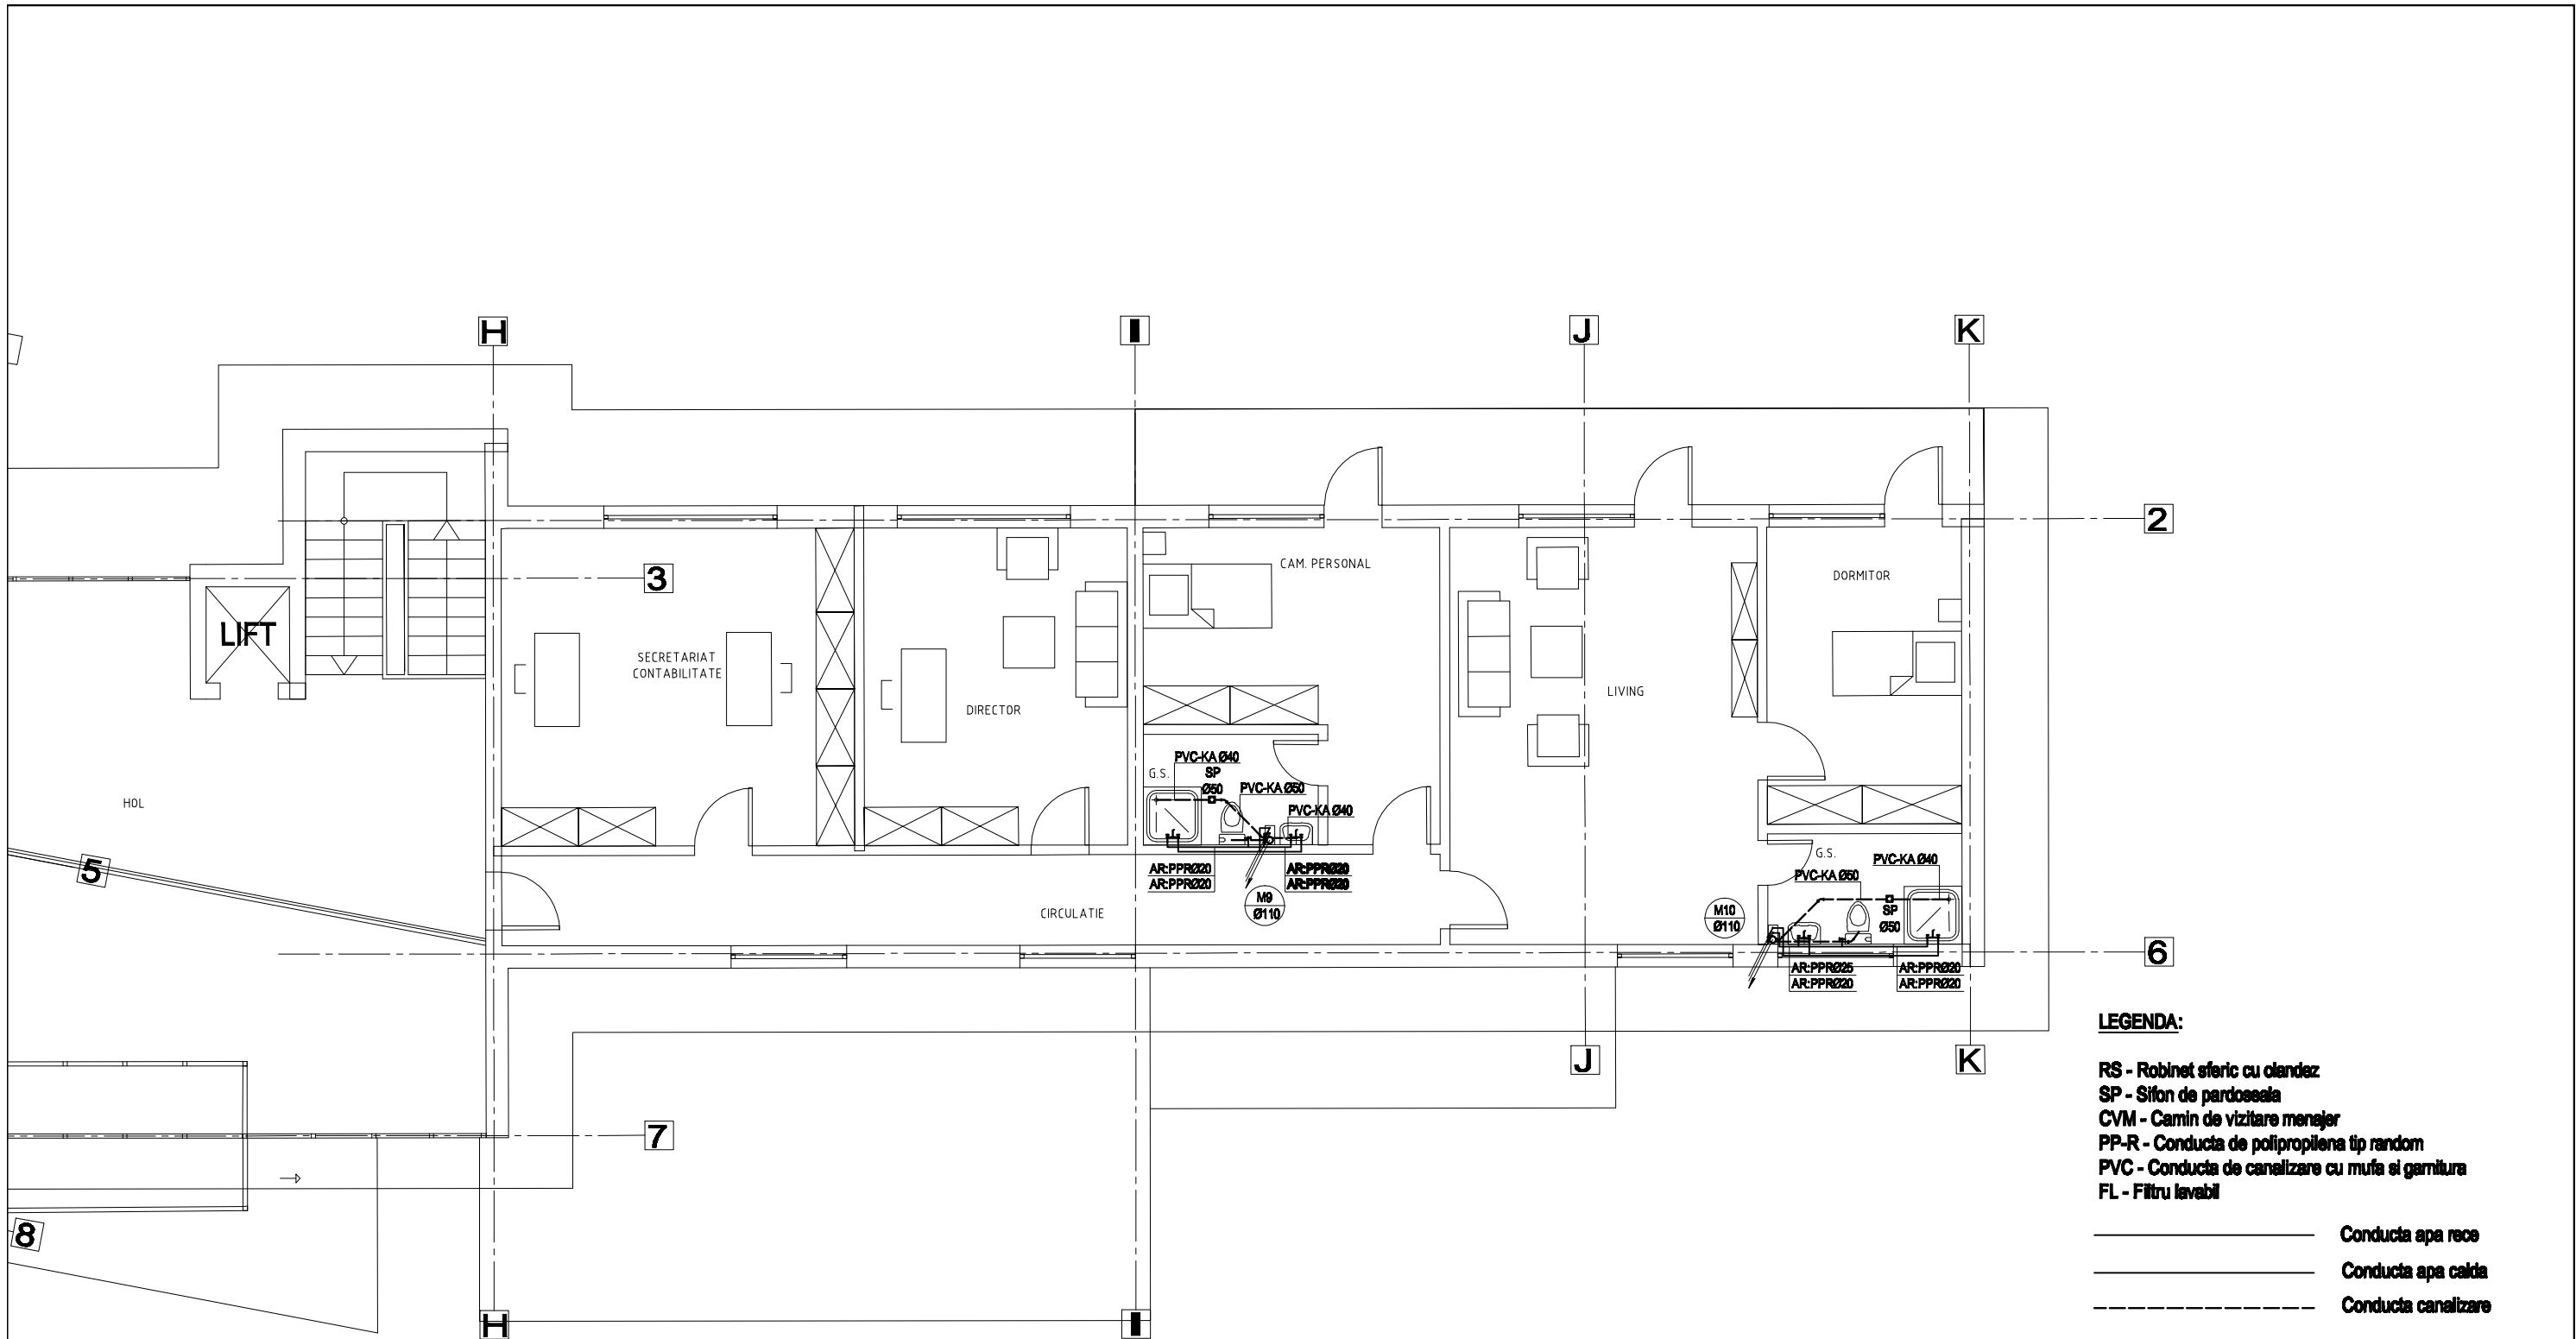 H
I
J
K
2
3
LIFT
CAM. PERSONAL
DORMITOR
SECRETARIAT
CONTABILITATE
DIRECTOR
LIVING
HOL
G.S.
PVC-KA Ø40
SP
Ø50
PVC-KA Ø50
PVC-KA Ø40
5
AR:PPRØ20
AR:PPRØ20
AR:PPRØ20
AR:PPRØ20
M9
Ø110
CIRCULATIE
G.S.
PVC-KA Ø40
PVC-KA Ø50
SP
Ø50
M10
Ø110
6
AR:PPRØ25
AR:PPRØ20
AR:PPRØ20
AR:PPRØ20
J
K
7
8
H
I
LEGENDA:
RS - Robinet sferic cu olandez
SP - Sifon de pardoseala
CVM - Camin de vizitare menajer
PP-R - Conducta de polipropilena tip random
PVC - Conducta de canalizare cu mufa si garnitura
FL - Filtru lavabil
Conducta apa rece
Conducta apa calda
Conducta canalizare